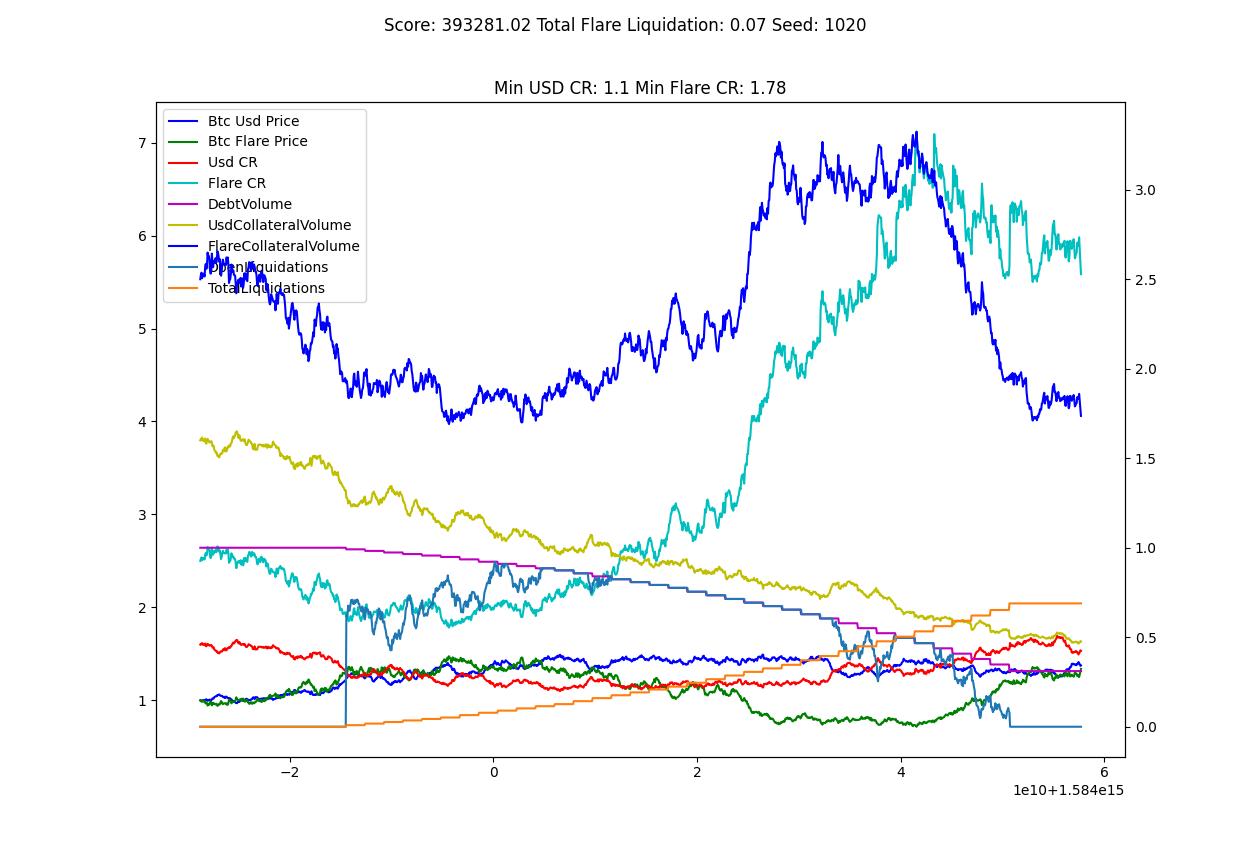 Score: 393281.02 Total Flare Liquidation: 0.07 Seed: 1020
Min USD CR: 1.1 Min Flare CR: 1.78
Btc Usd Price
Btc Flare Price
Usd CR
Flare CR
DebtVolume
UsdCollateralVolume
FlareCollateralVolume
OpenLiquidations
TotalLiquidations
7
6
5
4
3
2
1
3.0
2.5
2.0
1.5
1.0
0.5
0.0
−2 0 2 4 6
1e10+1.584e15